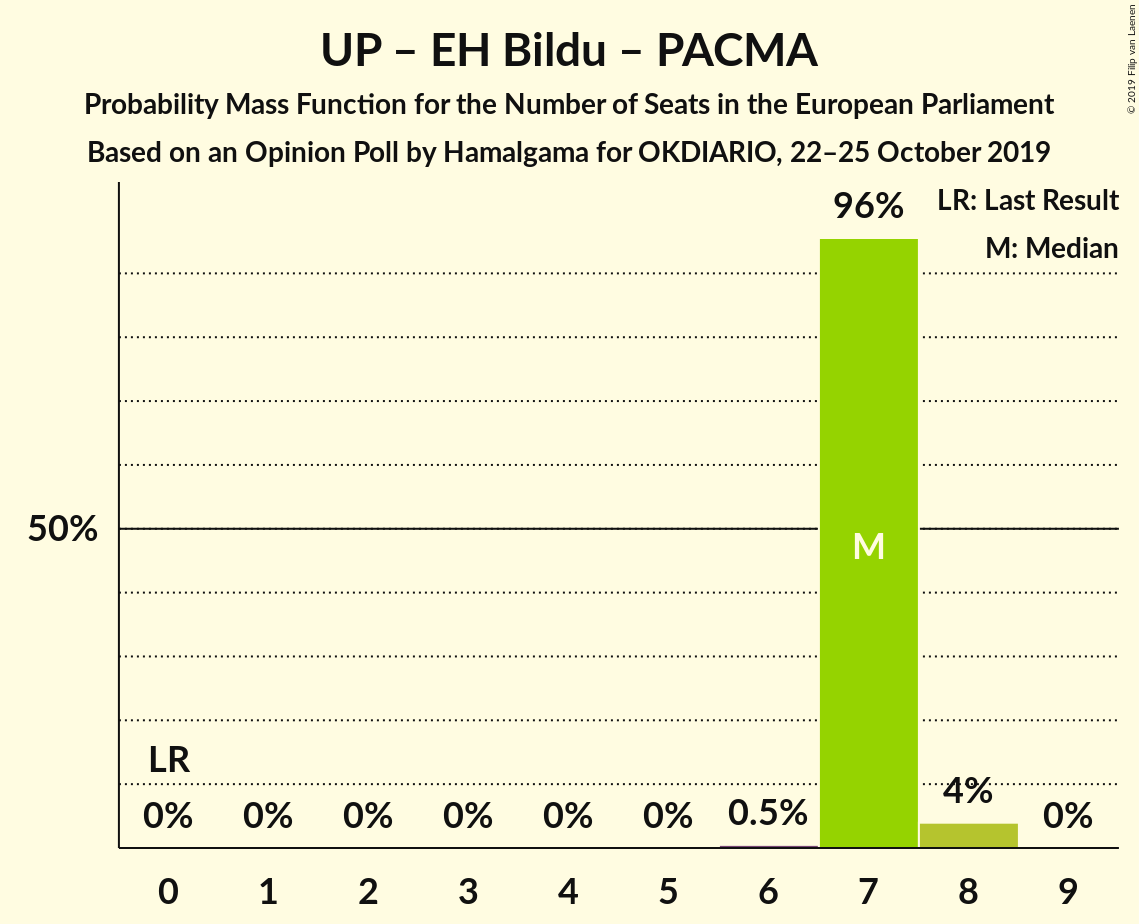 UP – EH Bildu – PACMA
Probability Mass Function for the Number of Seats in the European Parliament
Based on an Opinion Poll by Hamalgama for OKDIARIO, 22–25 October 2019
© 2019 Filip van Laenen
LR: Last Result
M: Median
96%
50%
M
LR
0% 0% 0% 0% 0% 0% 0.5% 4% 0%
0 1 2 3 4 5 6 7 8 9